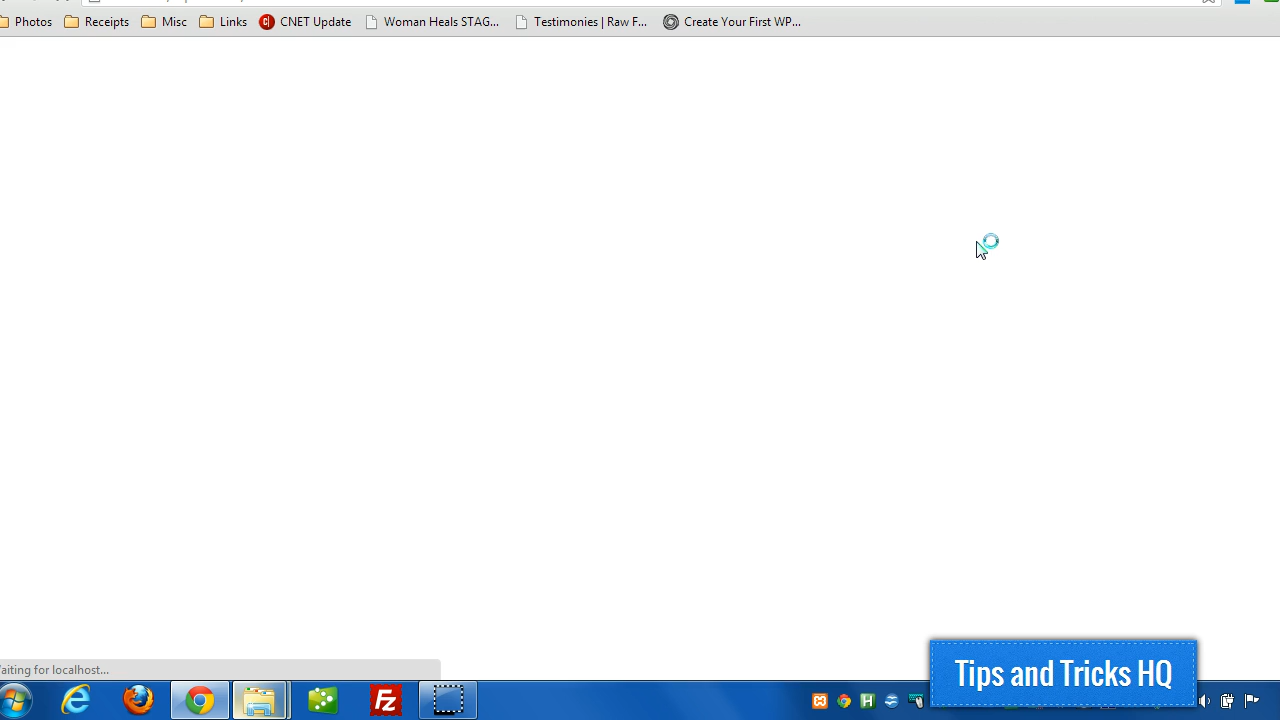 Photos Receipts Misc Links CNET Update Woman Heals STAG... Testimonies | Raw F... Create Your First WP...
aiting for localhost...
Tips and Tricks HQ